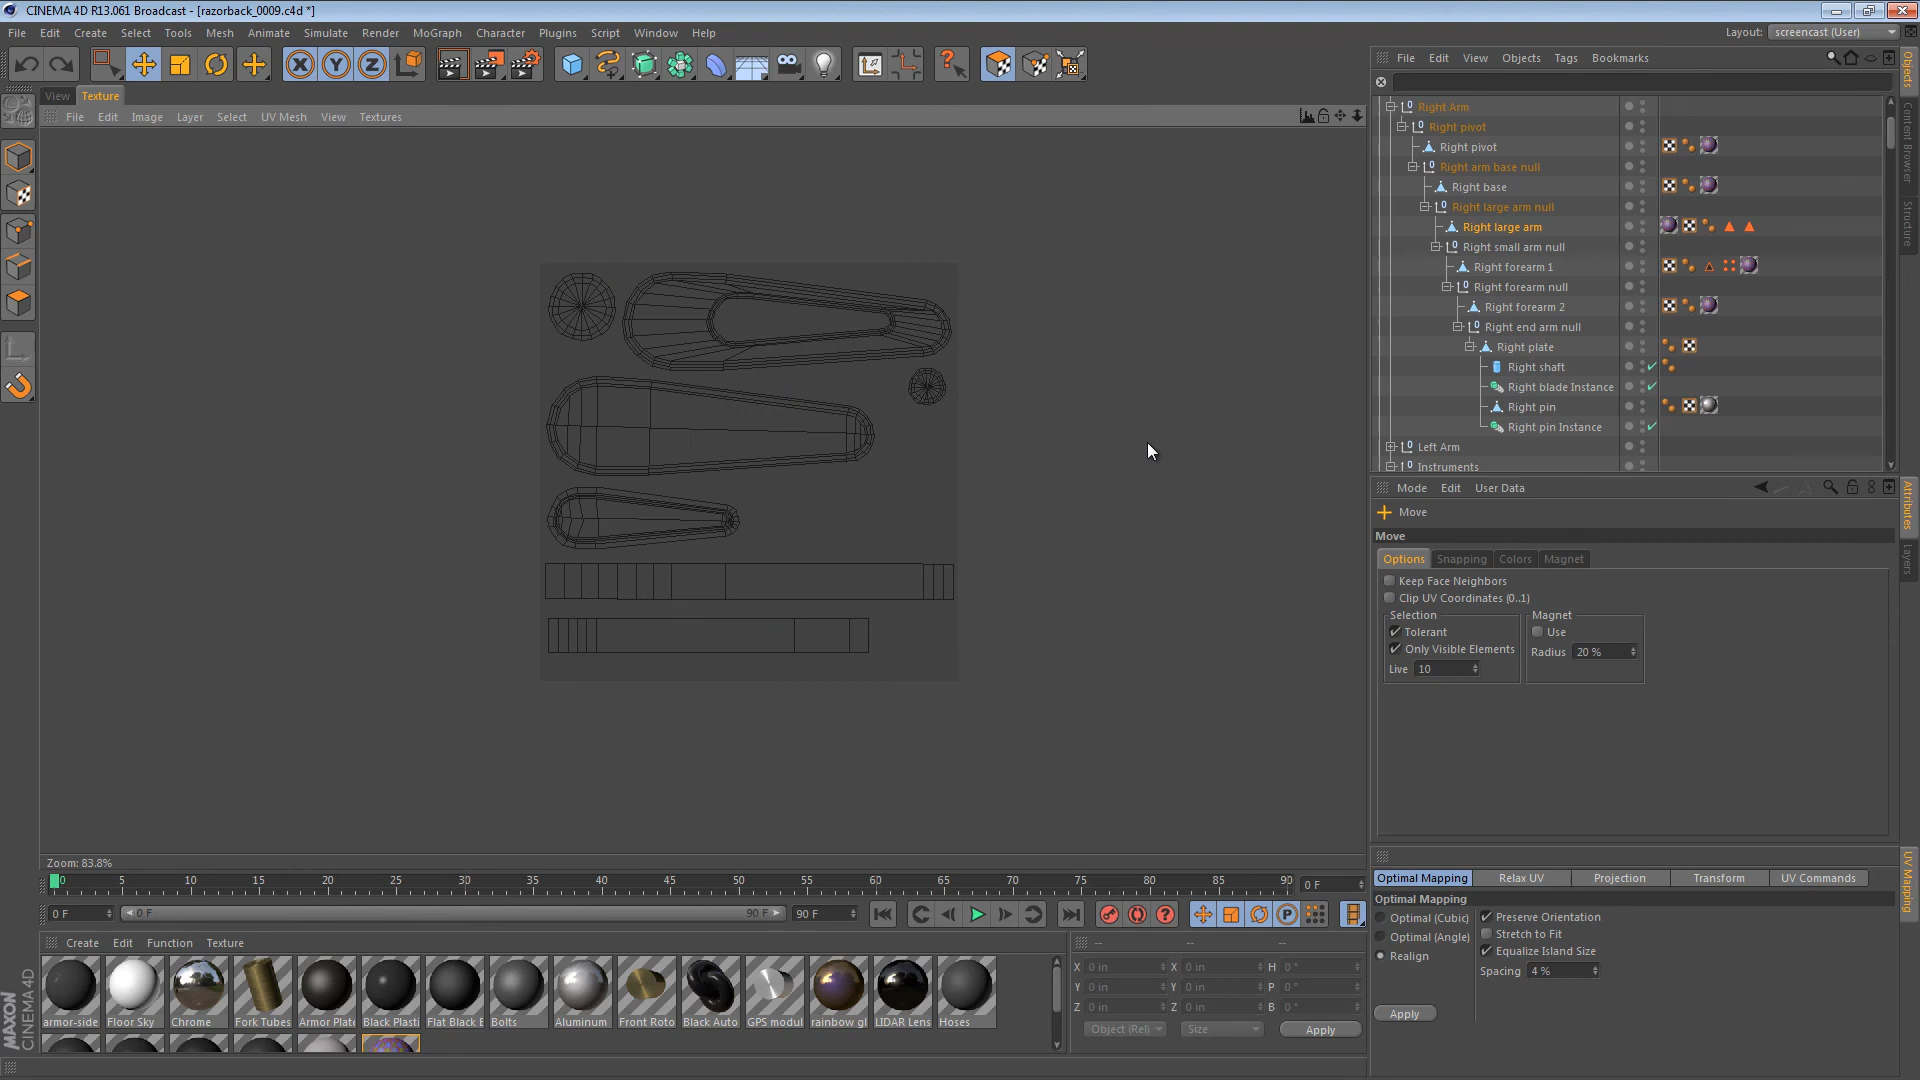 CINEMA 4D R13.061 Broadcast - [razorback_0009.c4d *]
File Edit Create Select Tools Mesh Animate Simulate Render MoGraph Character Plugins Script Window Help
Layout: screencast (User)
File Edit View Objects Tags Bookmarks
View Texture
File Edit Image Layer Select UV Mesh View Textures
Right Arm
Right pivot
Right pivot
Right arm base null
Right base
Right large arm null
Right large arm
Right small arm null
Right forearm 1
Right forearm null
Right forearm 2
Right end arm null
Right plate
Right shaft
Right blade Instance
Right pin
Right pin Instance
Left Arm
Instruments
Objects
Content Browser
Structure
Mode Edit User Data
Move
Move
Options Snapping Colors Magnet
Keep Face Neighbors
Clip UV Coordinates (0..1)
Selection Magnet
Tolerant Use
Only Visible Elements Radius 20 %
Live 10
Attributes
Layers
Zoom: 83.8%
0 5 10 15 20 25 30 35 40 45 50 55 60 65 70 75 80 85 90 0 F
0 F 0 F 90 F 90 F
Optimal Mapping Relax UV Projection Transform UV Commands
Optimal Mapping
Optimal (Cubic) Preserve Orientation
Optimal (Angle) Stretch to Fit
Realign Equalize Island Size
Spacing 4 %
Apply
UV Mapping
Create Edit Function Texture
armor-side Floor Sky Chrome Fork Tubes Armor Plate Black Plasti Flat Black E Bolts Aluminum Front Roto Black Auto GPS modul rainbow gl LIDAR Lens Hoses
-- -- --
X 0 in X 0 in H 0 °
Y 0 in Y 0 in P 0 °
Z 0 in Z 0 in B 0 °
Object (Rel) Size Apply
MAXON
CINEMA 4D